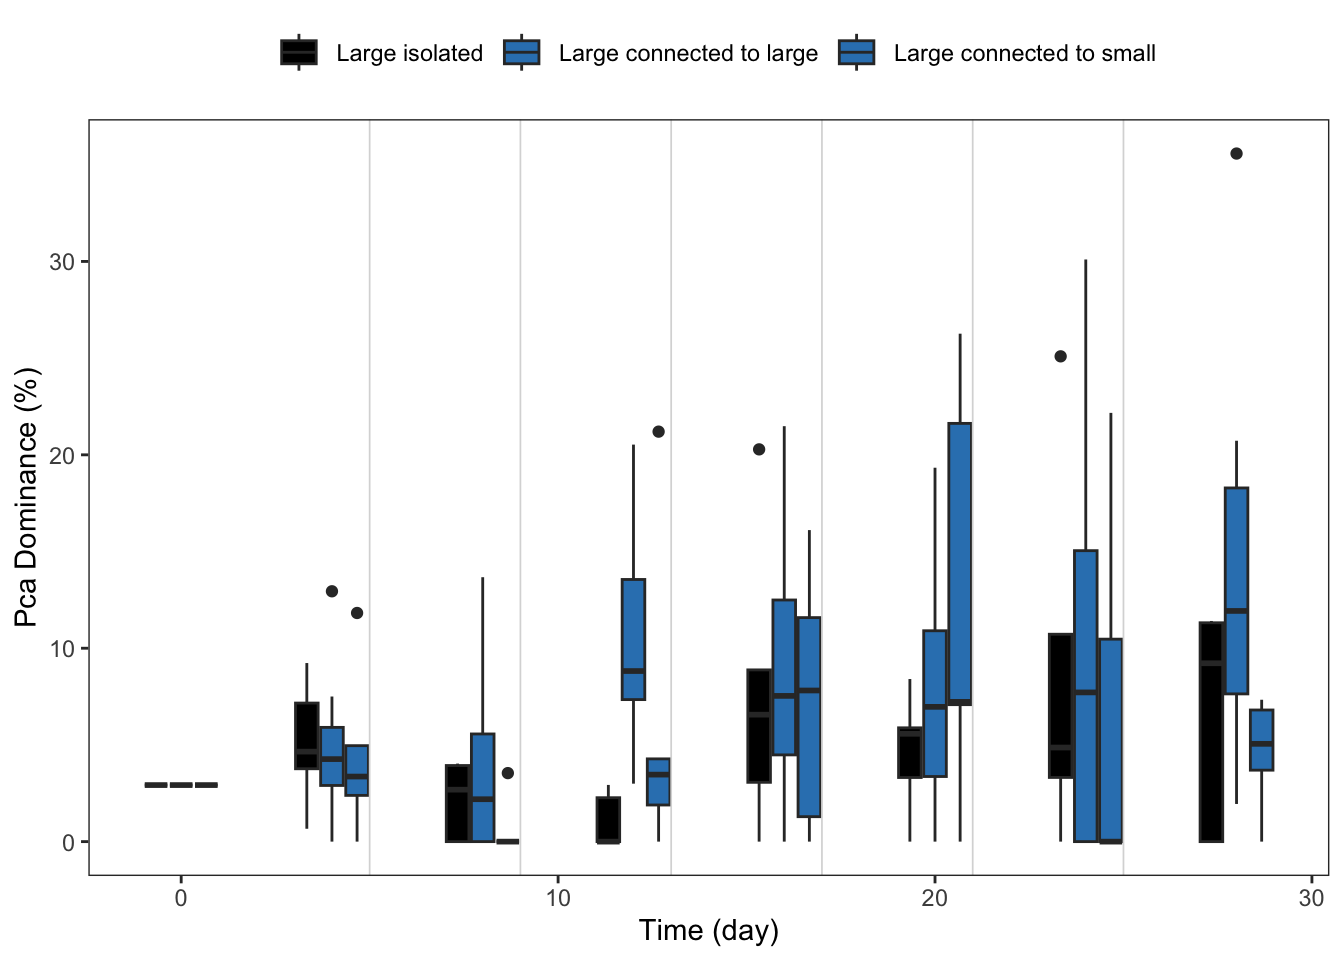 Large isolated Large connected to large Large connected to small
Pca Dominance (%)
30
20
10
0
0 10 20 30
Time (day)